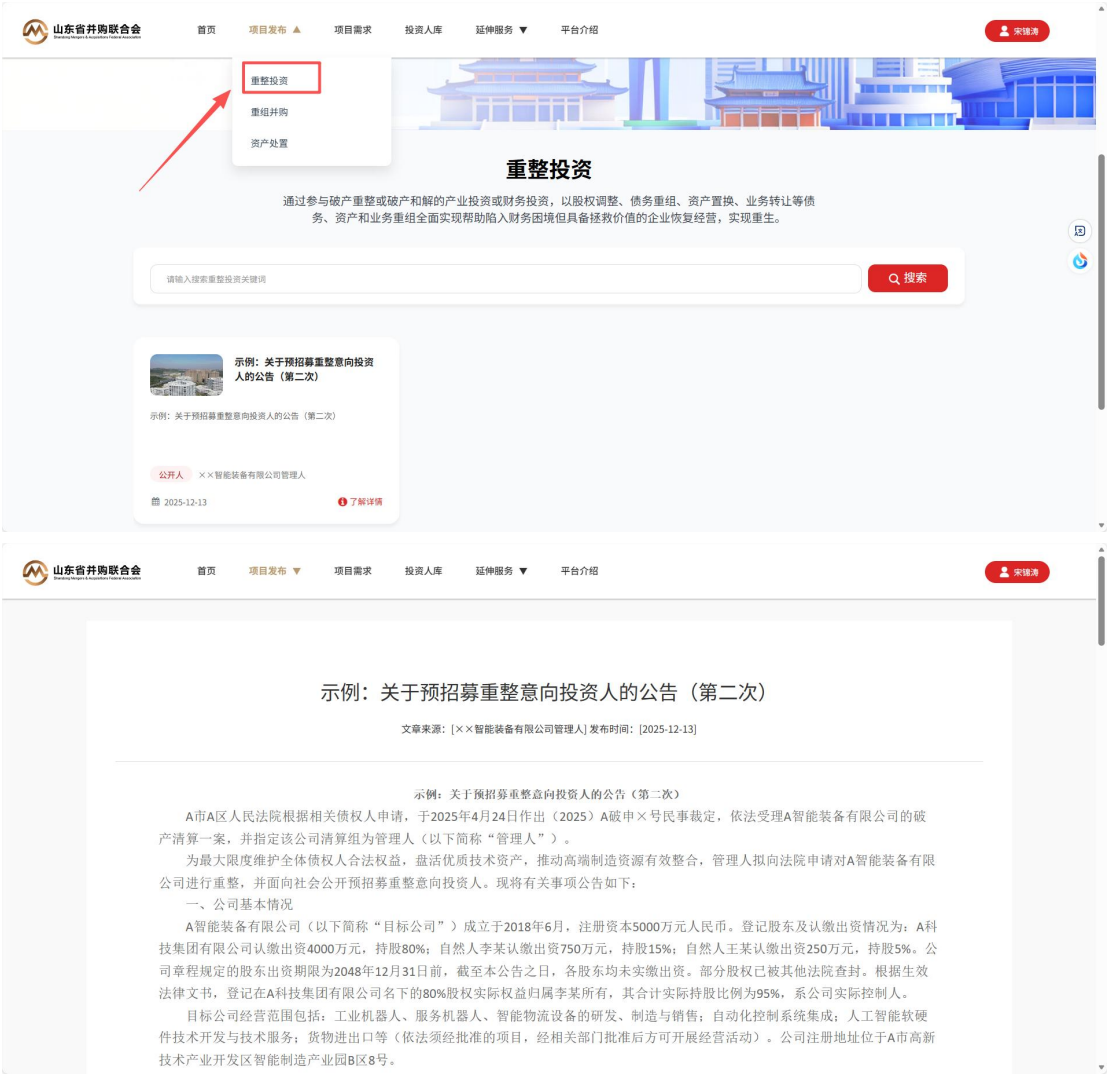 山东省并购联合会
Shandong Mergers & Acquisitions Federal Association
首页
项目发布 ▲
项目需求
投资人库
延伸服务 ▼
平台介绍
宋锦涛
重整投资
重组并购
资产处置
重整投资
通过参与破产重整或破产和解的产业投资或财务投资，以股权调整、债务重组、资产置换、业务转让等债
务、资产和业务重组全面实现帮助陷入财务困境但具备拯救价值的企业恢复经营，实现重生。
请输入搜索重整投资关键词
搜索
示例：关于预招募重整意向投资
人的公告（第二次）
示例：关于预招募重整意向投资人的公告（第二次）
公开人 ××智能装备有限公司管理人
2025-12-13
了解详情
山东省并购联合会
Shandong Mergers & Acquisitions Federal Association
首页
项目发布 ▼
项目需求
投资人库
延伸服务 ▼
平台介绍
宋锦涛
示例：关于预招募重整意向投资人的公告（第二次）
文章来源：[××智能装备有限公司管理人] 发布时间：[2025-12-13]
示例：关于预招募重整意向投资人的公告（第二次）
A市A区人民法院根据相关债权人申请，于2025年4月24日作出（2025）A破申×号民事裁定，依法受理A智能装备有限公司的破
产清算一案，并指定该公司清算组为管理人（以下简称“管理人”）。
为最大限度维护全体债权人合法权益，盘活优质技术资产，推动高端制造资源有效整合，管理人拟向法院申请对A智能装备有限
公司进行重整，并面向社会公开预招募重整意向投资人。现将有关事项公告如下：
一、公司基本情况
A智能装备有限公司（以下简称“目标公司”）成立于2018年6月，注册资本5000万元人民币。登记股东及认缴出资情况为：A科
技集团有限公司认缴出资4000万元，持股80%；自然人李某认缴出资750万元，持股15%；自然人王某认缴出资250万元，持股5%。公
司章程规定的股东出资期限为2048年12月31日前，截至本公告之日，各股东均未实缴出资。部分股权已被其他法院查封。根据生效
法律文书，登记在A科技集团有限公司名下的80%股权实际权益归属李某所有，其合计实际持股比例为95%，系公司实际控制人。
目标公司经营范围包括：工业机器人、服务机器人、智能物流设备的研发、制造与销售；自动化控制系统集成；人工智能软硬
件技术开发与技术服务；货物进出口等（依法须经批准的项目，经相关部门批准后方可开展经营活动）。公司注册地址位于A市高新
技术产业开发区智能制造产业园B区8号。